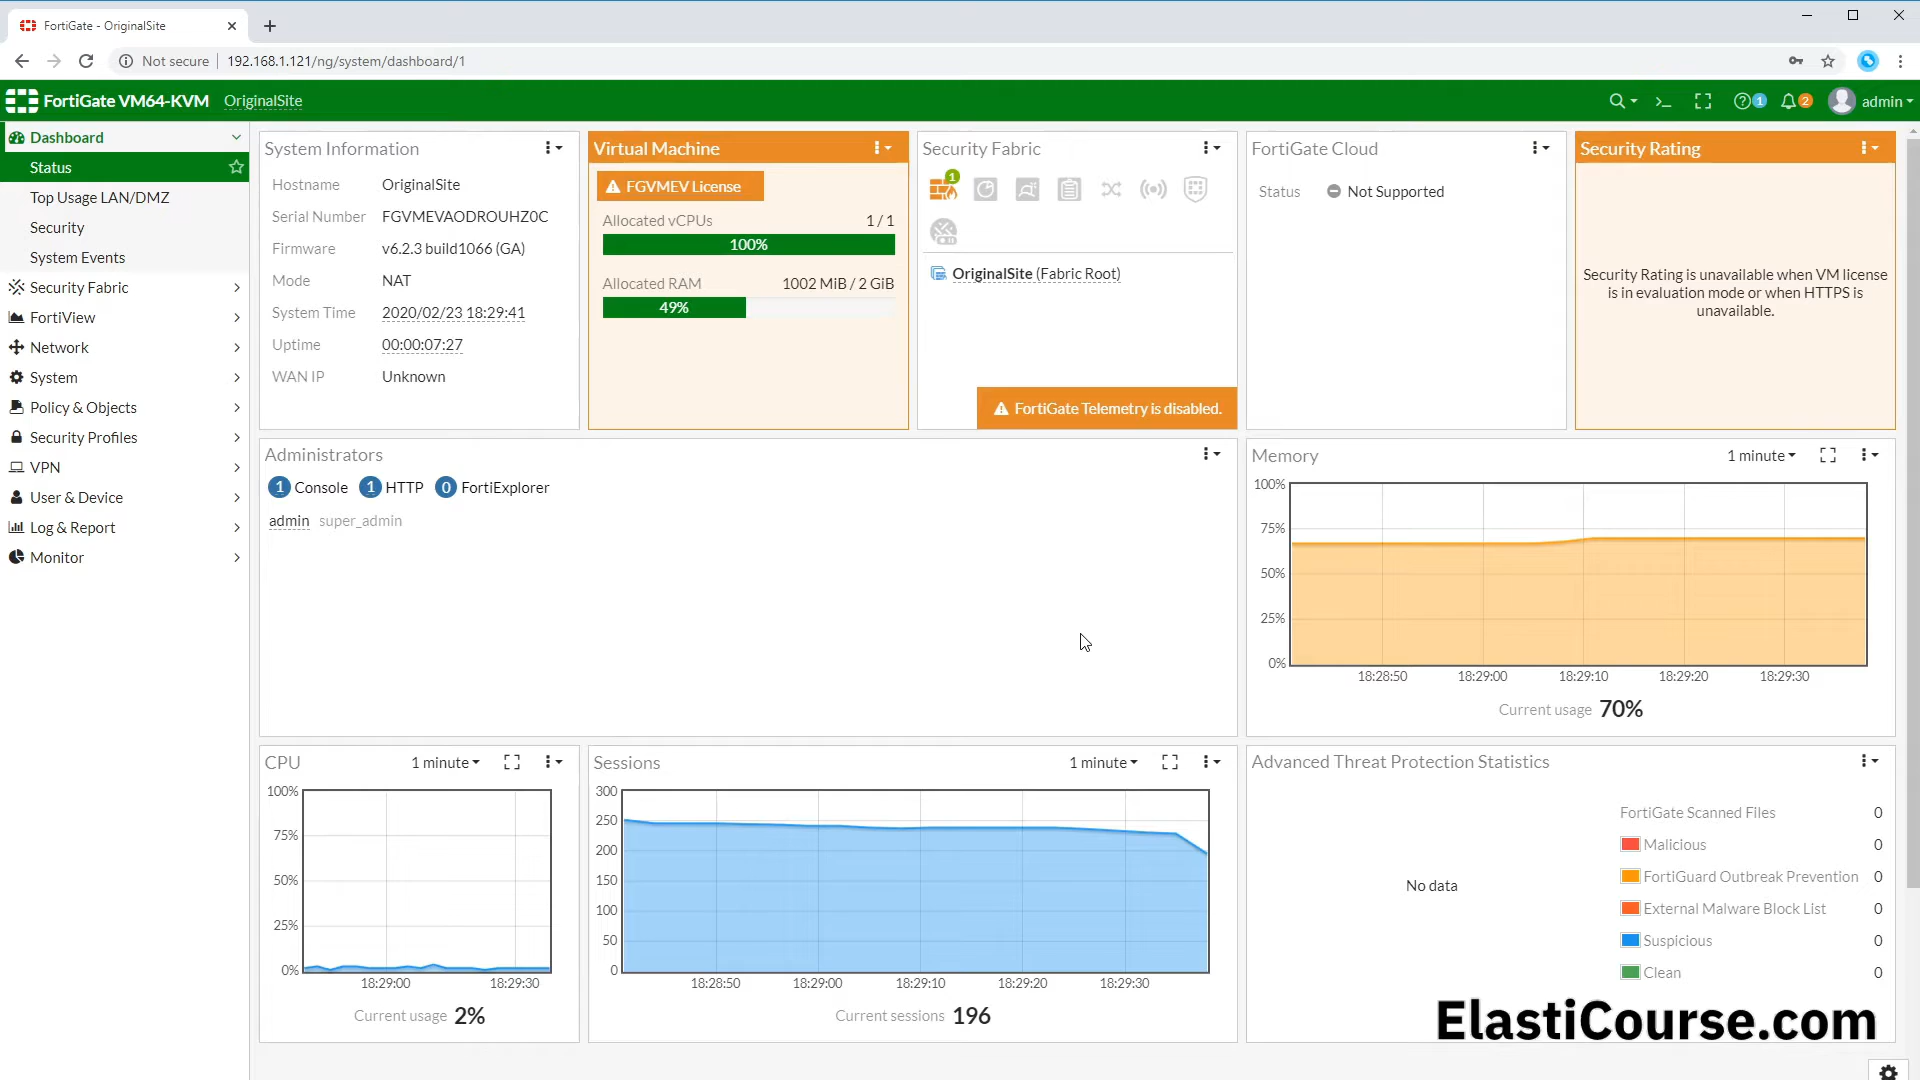 FortiGate - OriginalSite
Not secure
192.168.1.121/ng/system/dashboard/1
FortiGate VM64-KVM
OriginalSite
1
2
admin
Dashboard
Status
Top Usage LAN/DMZ
Security
System Events
Security Fabric
FortiView
Network
System
Policy & Objects
Security Profiles
VPN
User & Device
Log & Report
Monitor
System Information
Hostname OriginalSite
Serial Number FGVMEVAODROUHZ0C
Firmware v6.2.3 build1066 (GA)
Mode NAT
System Time 2020/02/23 18:29:41
Uptime 00:00:07:27
WAN IP Unknown
Virtual Machine
FGVMEV License
Allocated vCPUs 1 / 1
100%
Allocated RAM 1002 MiB / 2 GiB
49%
Security Fabric
1
OriginalSite (Fabric Root)
FortiGate Telemetry is disabled.
FortiGate Cloud
Status Not Supported
Security Rating
Security Rating is unavailable when VM license
is in evaluation mode or when HTTPS is
unavailable.
Administrators
1 Console 1 HTTP 0 FortiExplorer
admin super_admin
Memory
1 minute
100%
75%
50%
25%
0%
18:28:50 18:29:00 18:29:10 18:29:20 18:29:30
Current usage 70%
CPU
1 minute
100%
75%
50%
25%
0%
18:29:00 18:29:30
Current usage 2%
Sessions
1 minute
300
250
200
150
100
50
0
18:28:50 18:29:00 18:29:10 18:29:20 18:29:30
Current sessions 196
Advanced Threat Protection Statistics
No data
FortiGate Scanned Files 0
Malicious 0
FortiGuard Outbreak Prevention 0
External Malware Block List 0
Suspicious 0
Clean 0
ElastiCourse.com